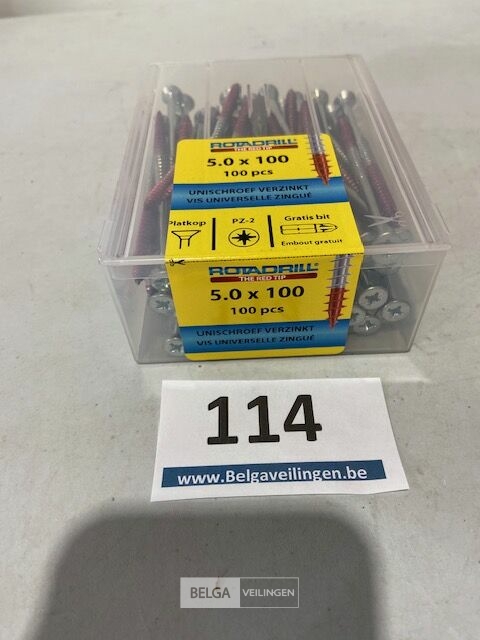 ROTADRILL
THE RED TIP
5.0 x 100
100 pcs
UNISCHROEF VERZINKT
VIS UNIVERSELLE ZINGUÉ
Platkop
PZ-2
Gratis bit
Embout gratuit
ROTADRILL
THE RED TIP
5.0 x 100
100 pcs
UNISCHROEF VERZINKT
VIS UNIVERSELLE ZINGUÉ
114
www.Belgaveilingen.be
BELGA VEILINGEN